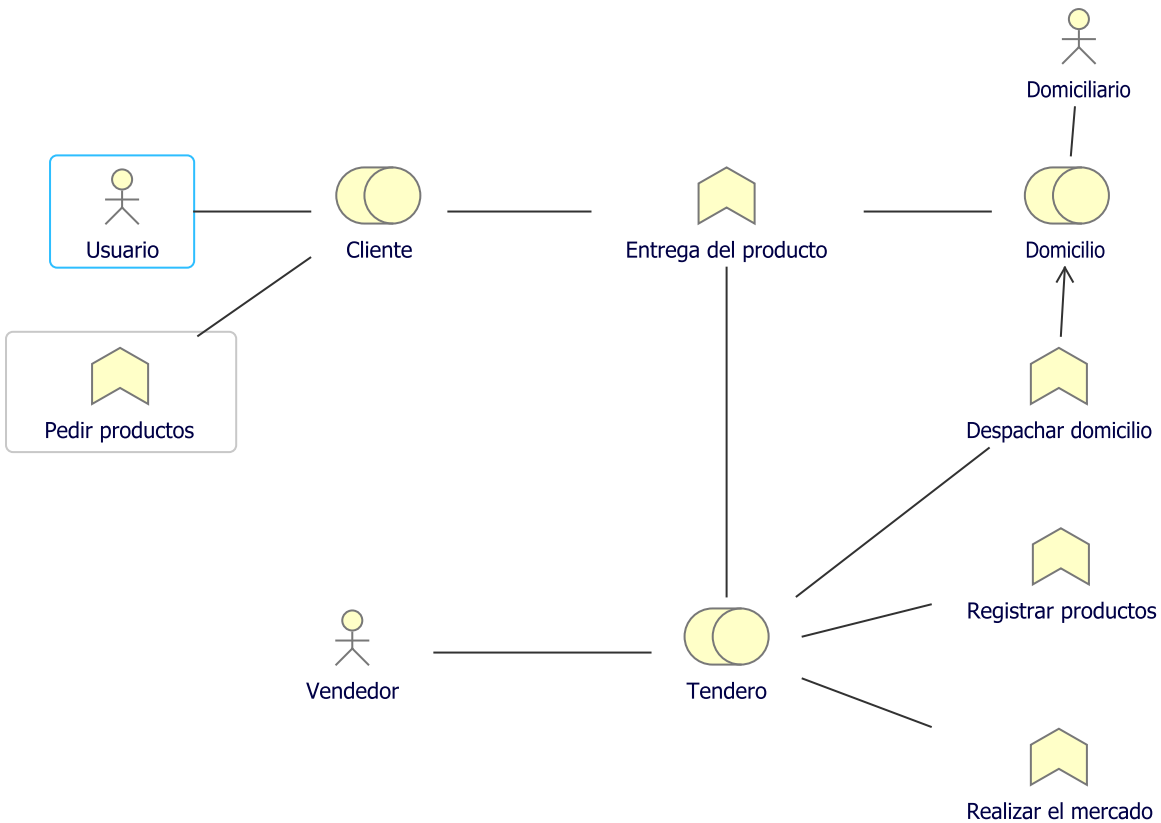 Domiciliario
Usuario
Cliente
Entrega del producto
Domicilio
Pedir productos
Despachar domicilio
Registrar productos
Vendedor
Tendero
Realizar el mercado